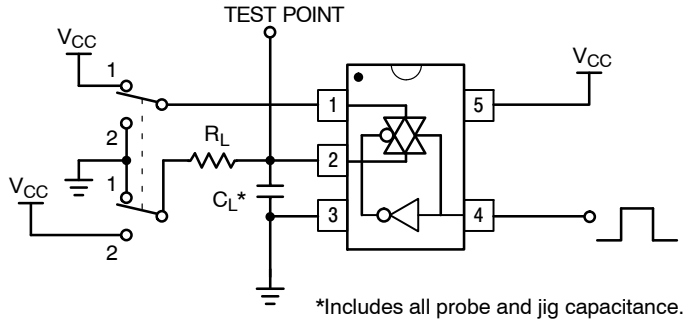 TEST POINT
VCC
1
2
RL
VCC
1
2
CL*
1
2
3
4
5
VCC
*Includes all probe and jig capacitance.